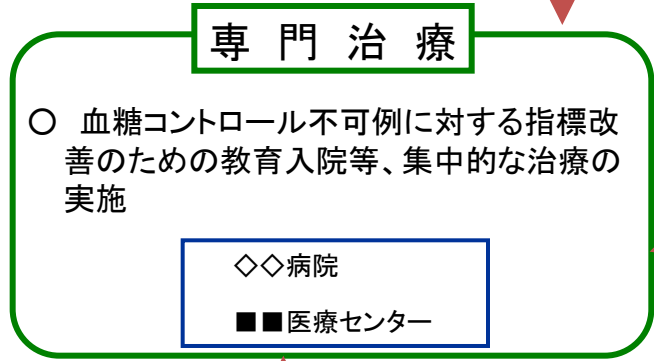 専 門 治 療
○ 血糖コントロール不可例に対する指標改
善のための教育入院等、集中的な治療の
実施
◇◇病院
■■医療センター